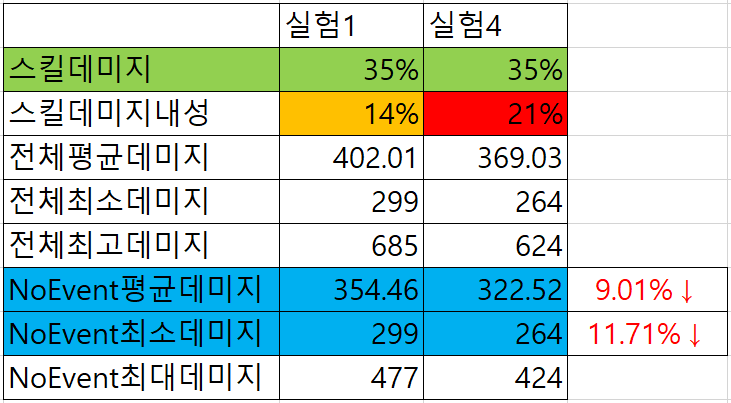 실험1 실험4
스킬데미지 35% 35%
스킬데미지내성 14% 21%
전체평균데미지 402.01 369.03
전체최소데미지 299 264
전체최고데미지 685 624
NoEvent평균데미지 354.46 322.52 9.01%↓
NoEvent최소데미지 299 264 11.71%↓
NoEvent최대데미지 477 424